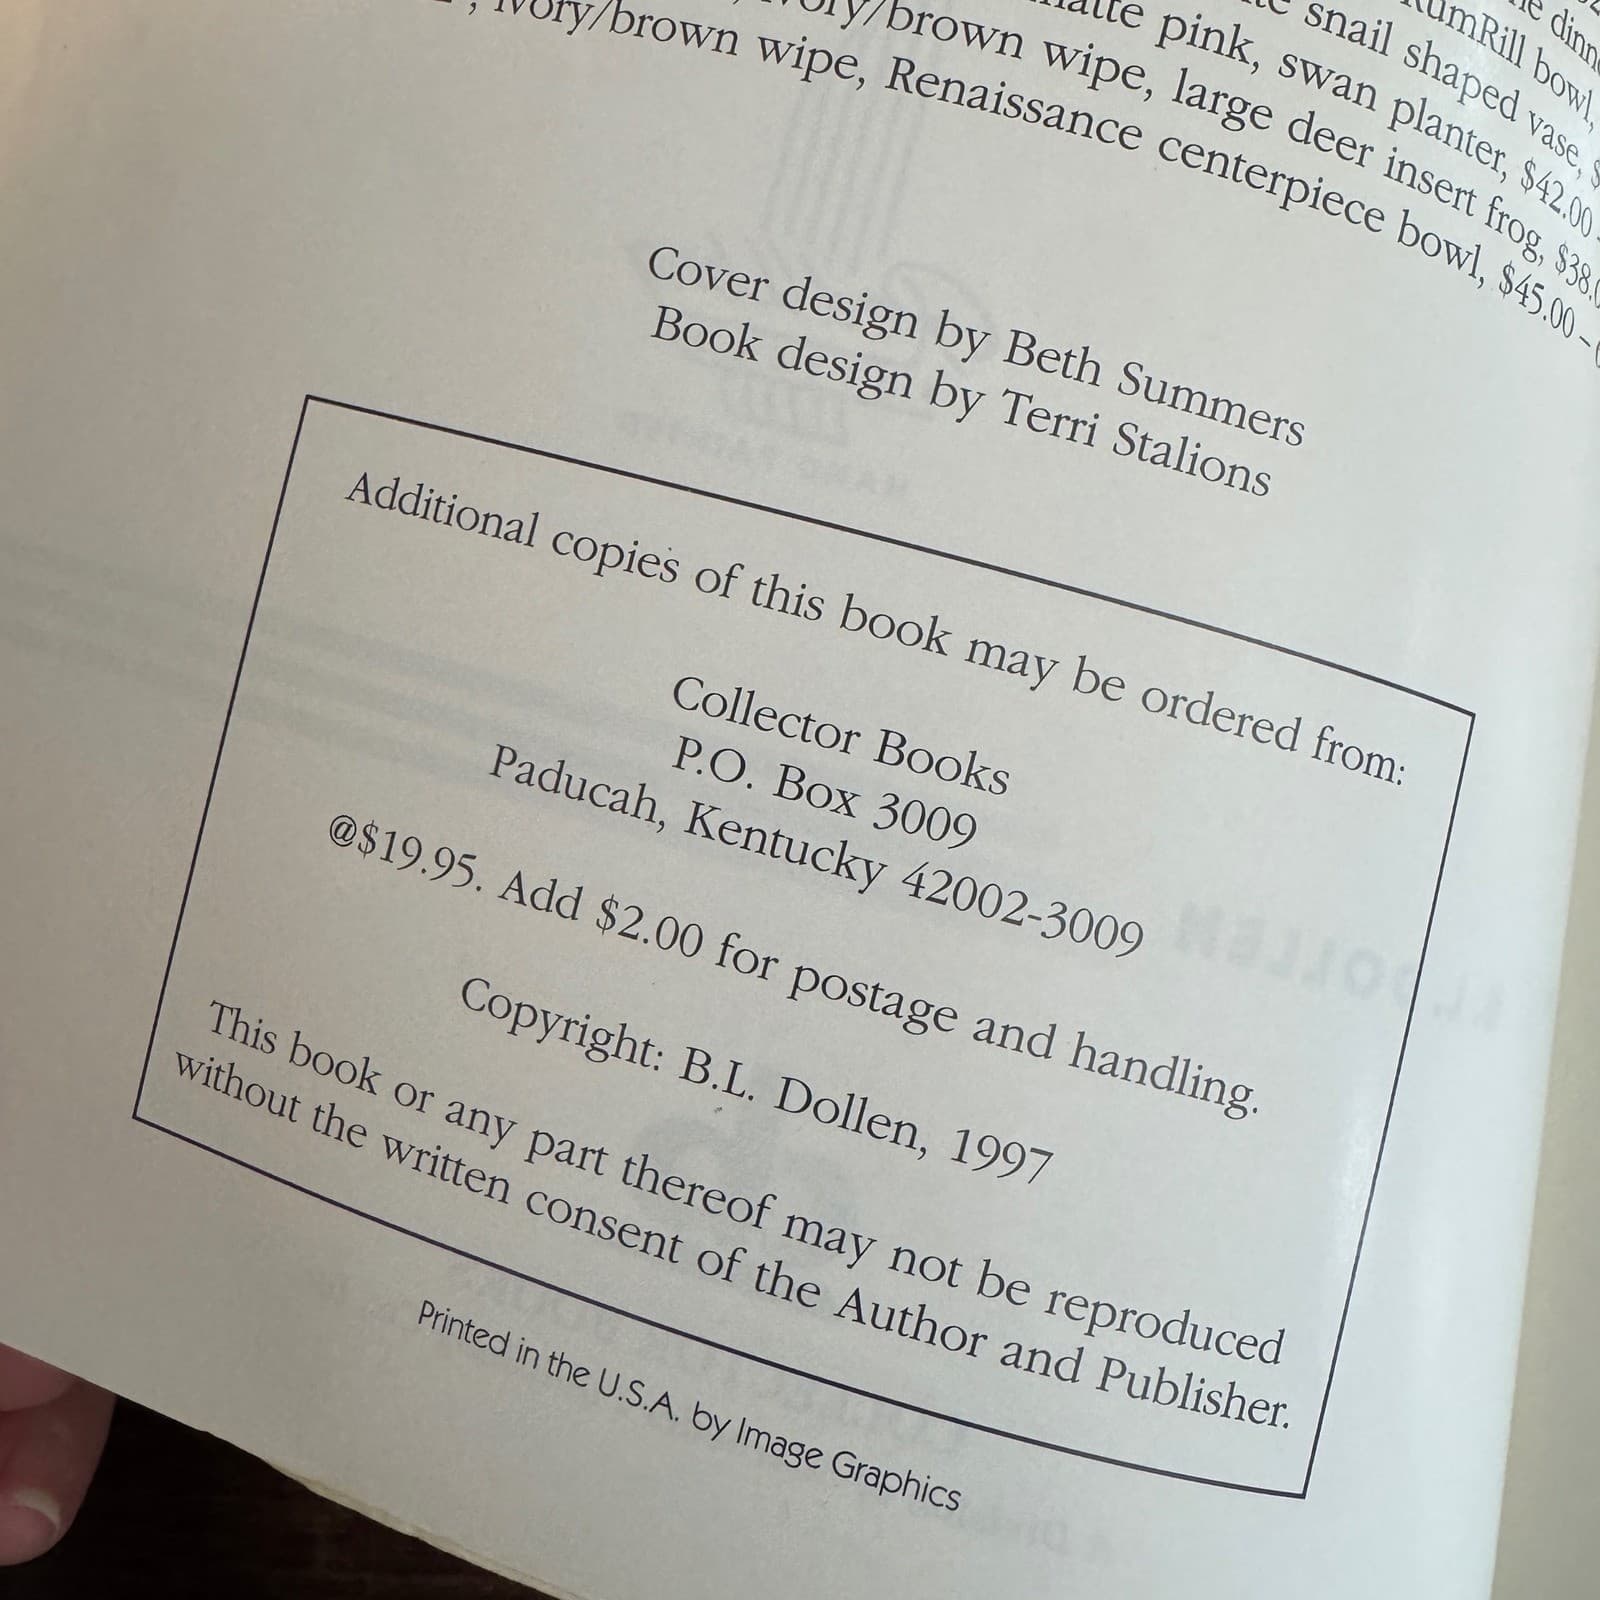 ne dinn
RumRill bowl,
snail shaped vase, $
matte pink, swan planter, $42.00
ivory/brown wipe, large deer insert frog, $38.
ivory/brown wipe, Renaissance centerpiece bowl, $45.00 –
Cover design by Beth Summers
Book design by Terri Stalions
Additional copies of this book may be ordered from:
Collector Books
P.O. Box 3009
Paducah, Kentucky 42002-3009
@$19.95. Add $2.00 for postage and handling.
Copyright: B.L. Dollen, 1997
This book or any part thereof may not be reproduced
without the written consent of the Author and Publisher.
Printed in the U.S.A. by Image Graphics